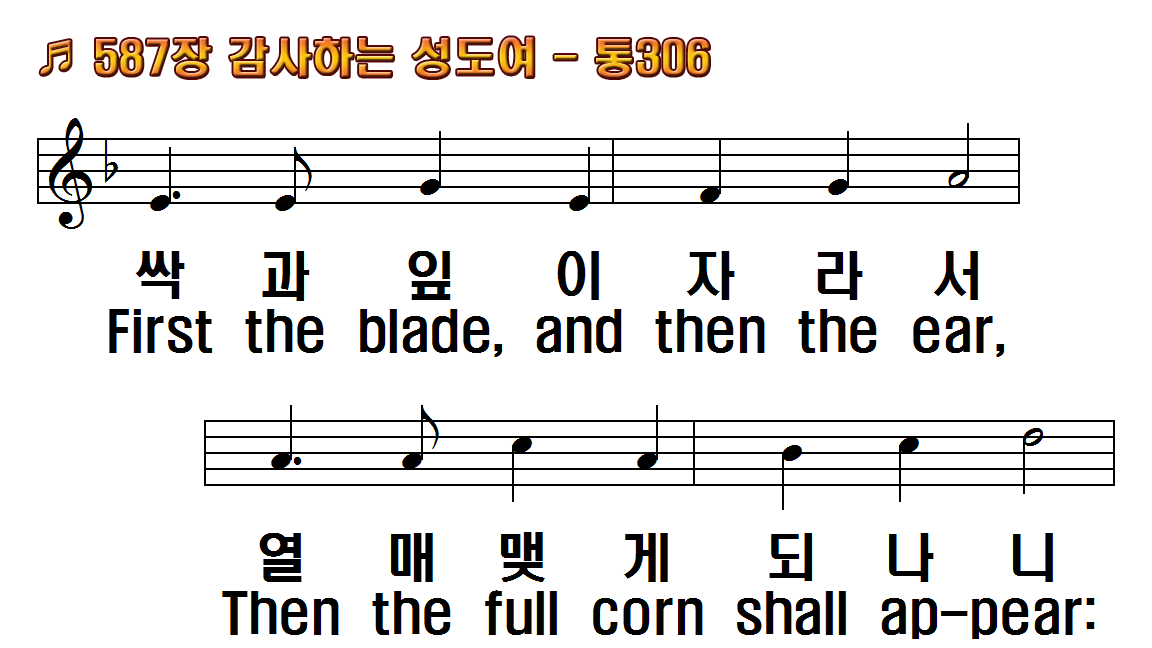 ♬ 587장 감사하는 성도여 - 통306
싹 과 잎 이 자 라 서
First the blade, and then the ear,
열 매 맺 게 되 나 니
Then the full corn shall ap-pear: